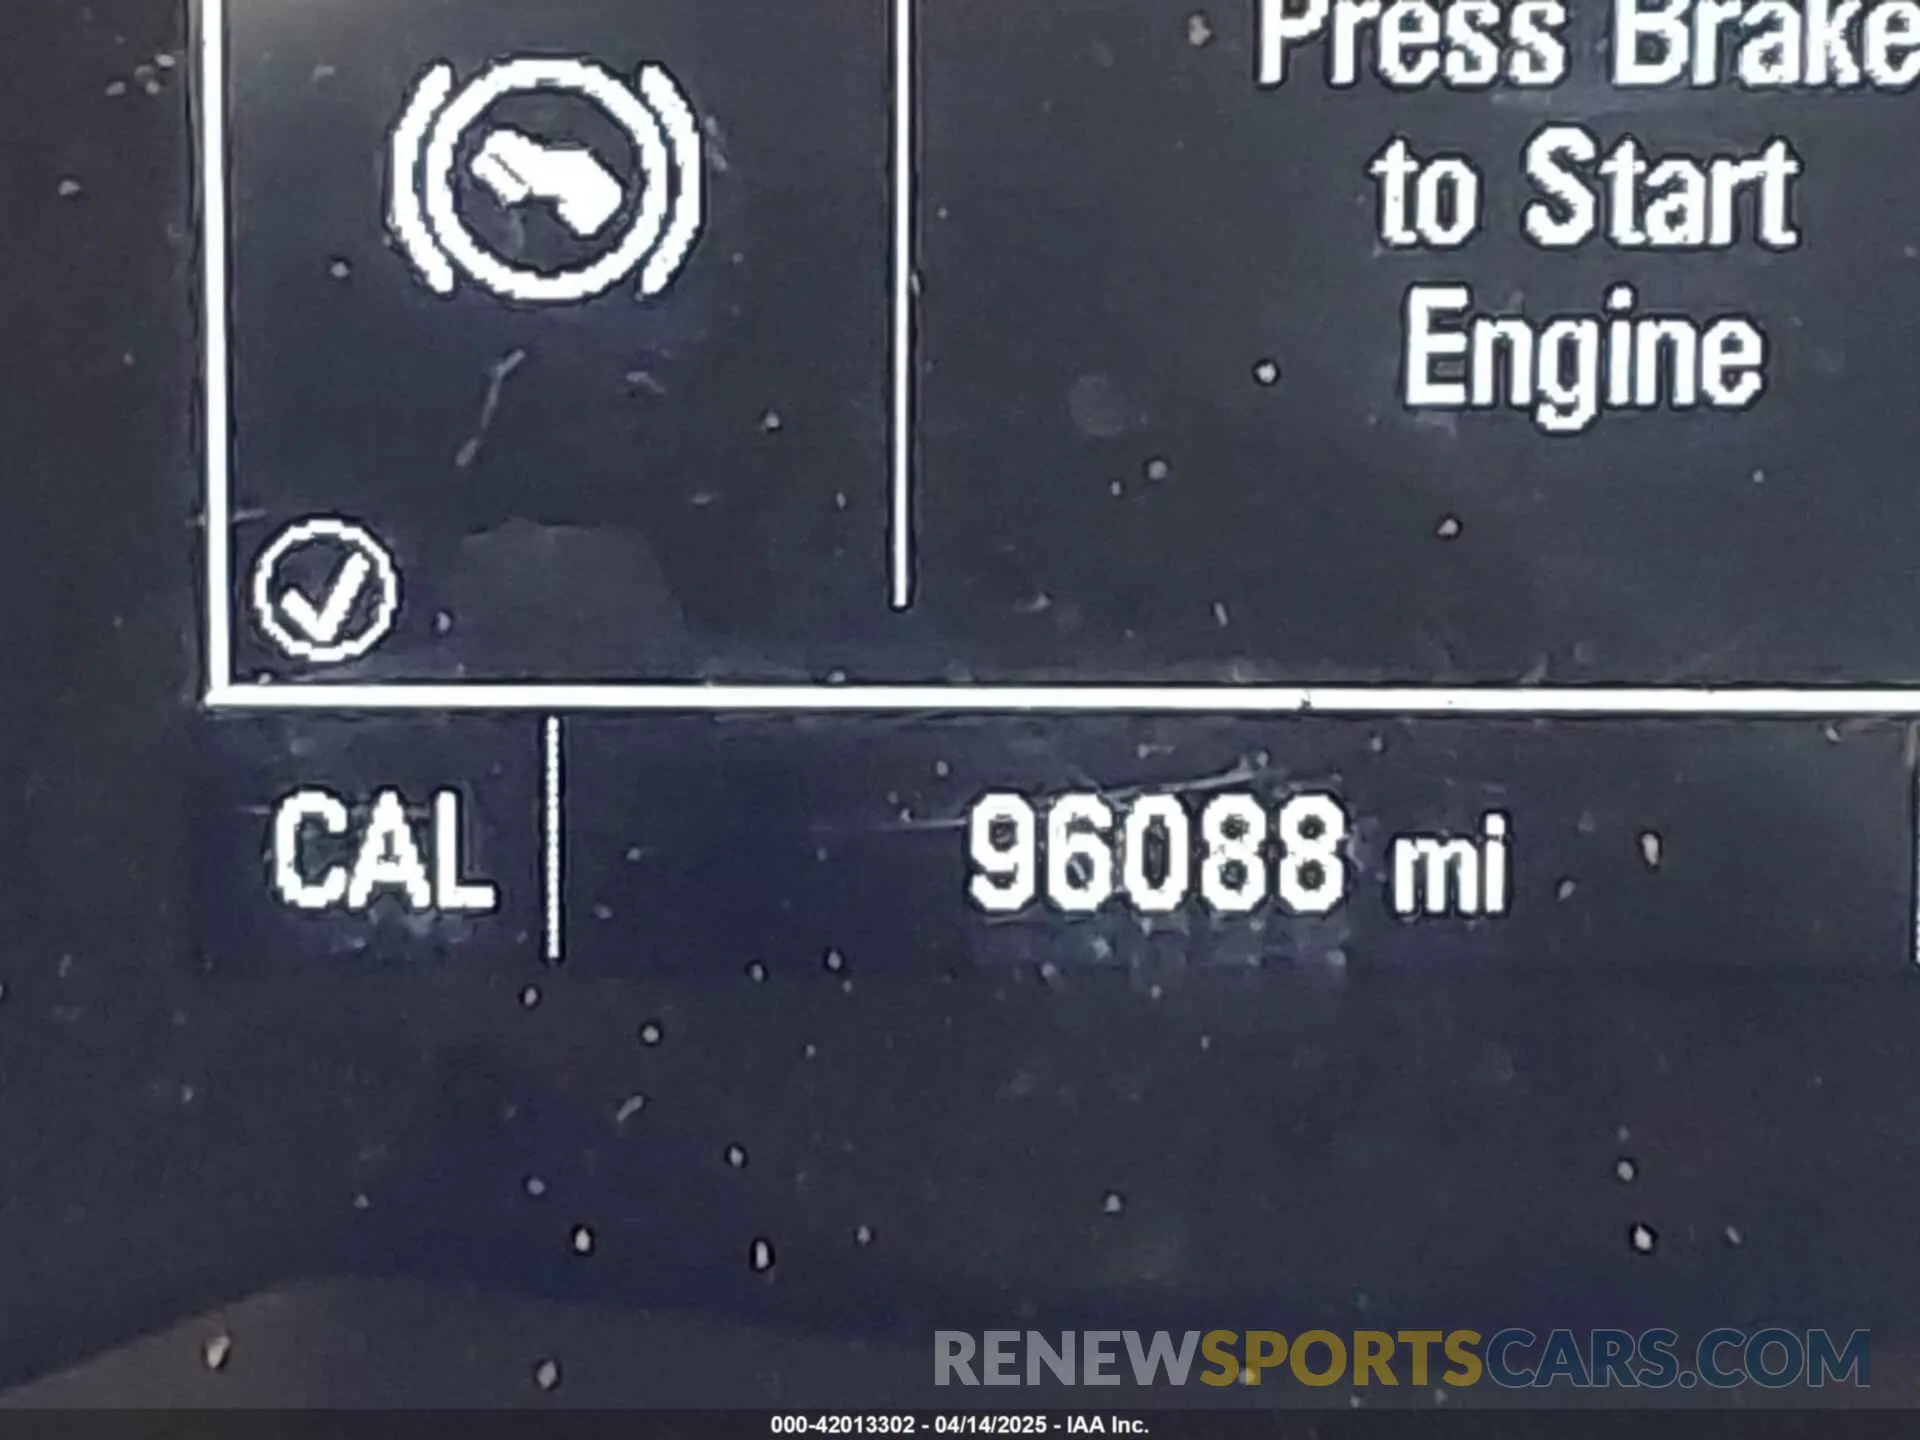 Press Brake
to Start
Engine
CAL
96088 mi
RENEWSPORTSCARS.COM
000-42013302 - 04/14/2025 - IAA Inc.